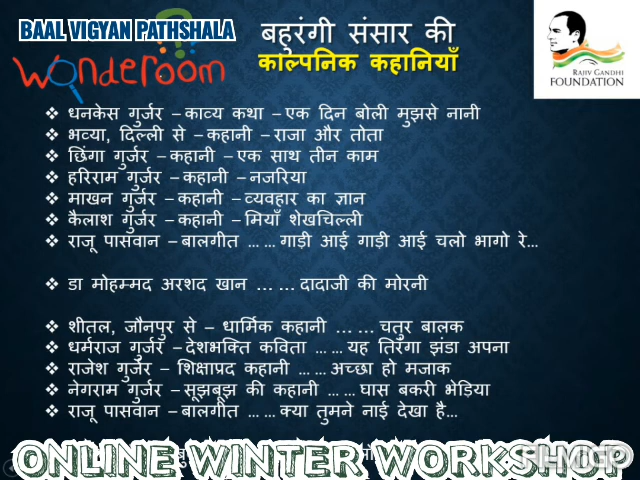 BAAL VIGYAN PATHSHALA
Wonderoom
बहुरंगी संसार की
काल्पनिक कहानियाँ
RAJIV GANDHI
FOUNDATION
❖ धनकेस गुर्जर – काव्य कथा – एक दिन बोली मुझसे नानी
❖ भव्या, दिल्ली से – कहानी – राजा और तोता
❖ छिंगा गुर्जर – कहानी – एक साथ तीन काम
❖ हरिराम गुर्जर – कहानी – नजरिया
❖ माखन गुर्जर – कहानी – व्यवहार का ज्ञान
❖ कैलाश गुर्जर – कहानी – मियाँ शेखचिल्ली
❖ राजू पासवान – बालगीत ... ... गाड़ी आई गाड़ी आई चलो भागो रे...
❖ डा मोहम्मद अरशद खान ... ... दादाजी की मोरनी
❖ शीतल, जौनपुर से – धार्मिक कहानी ... ... चतुर बालक
❖ धर्मराज गुर्जर – देशभक्ति कविता ... ... यह तिरंगा झंडा अपना
❖ राजेश गुर्जर – शिक्षाप्रद कहानी ... ... अच्छा हो मजाक
❖ नेगराम गुर्जर – सूझबूझ की कहानी ... ... घास बकरी भेड़िया
❖ राजू पासवान – बालगीत ... ... क्या तुमने नाई देखा है...
ONLINE WINTER WORKSHOP